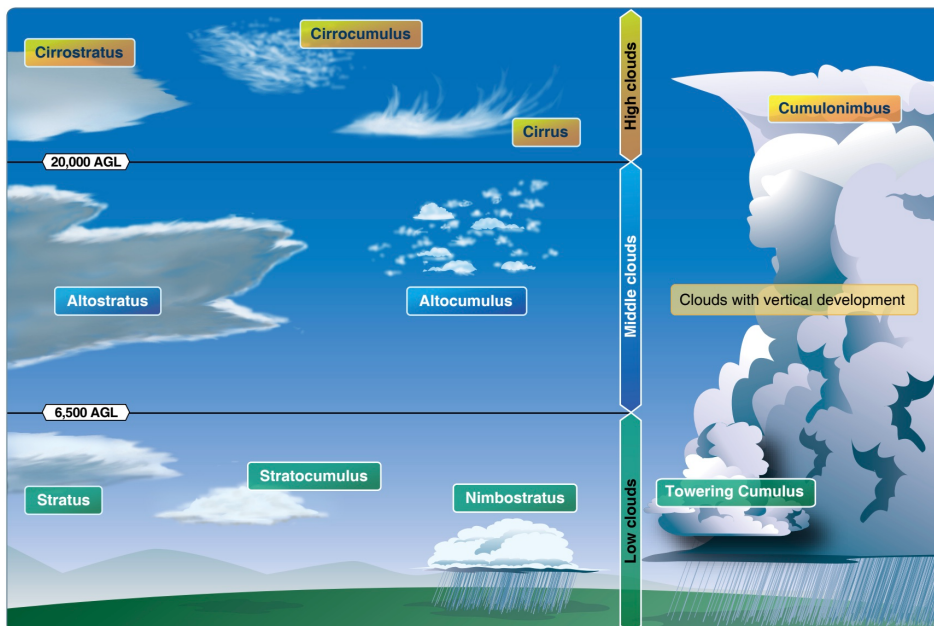 Cirrocumulus
Cirrostratus
Cirrus
High clouds
Cumulonimbus
20,000 AGL
Altostratus
Altocumulus
Middle clouds
Clouds with vertical development
6,500 AGL
Stratus
Stratocumulus
Nimbostratus
Low clouds
Towering Cumulus